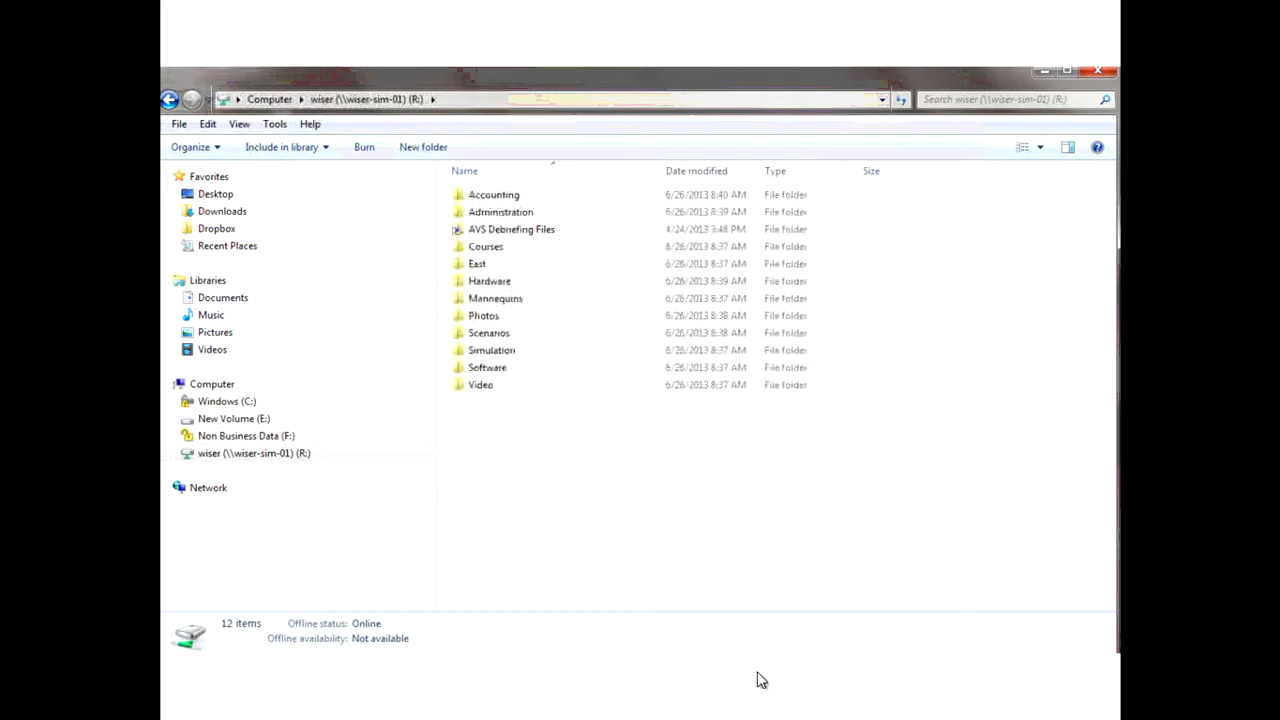 Computer wiser (\\wiser-sim-01) (R:)
Search wiser (\\wiser-sim-01) (R:)
File Edit View Tools Help
Organize Include in library Burn New folder
Favorites
Desktop
Downloads
Dropbox
Recent Places
Libraries
Documents
Music
Pictures
Videos
Computer
Windows (C:)
New Volume (E:)
Non Business Data (F:)
wiser (\\wiser-sim-01) (R:)
Network
Name Date modified Type Size
Accounting 6/26/2013 8:40 AM File folder
Administration 6/26/2013 8:39 AM File folder
AVS Debriefing Files 4/24/2013 3:48 PM File folder
Courses 6/26/2013 8:37 AM File folder
East 6/26/2013 8:37 AM File folder
Hardware 6/26/2013 8:39 AM File folder
Mannequins 6/26/2013 8:37 AM File folder
Photos 6/26/2013 8:38 AM File folder
Scenarios 6/26/2013 8:38 AM File folder
Simulation 6/26/2013 8:37 AM File folder
Software 6/26/2013 8:37 AM File folder
Video 6/26/2013 8:37 AM File folder
12 items Offline status: Online
Offline availability: Not available